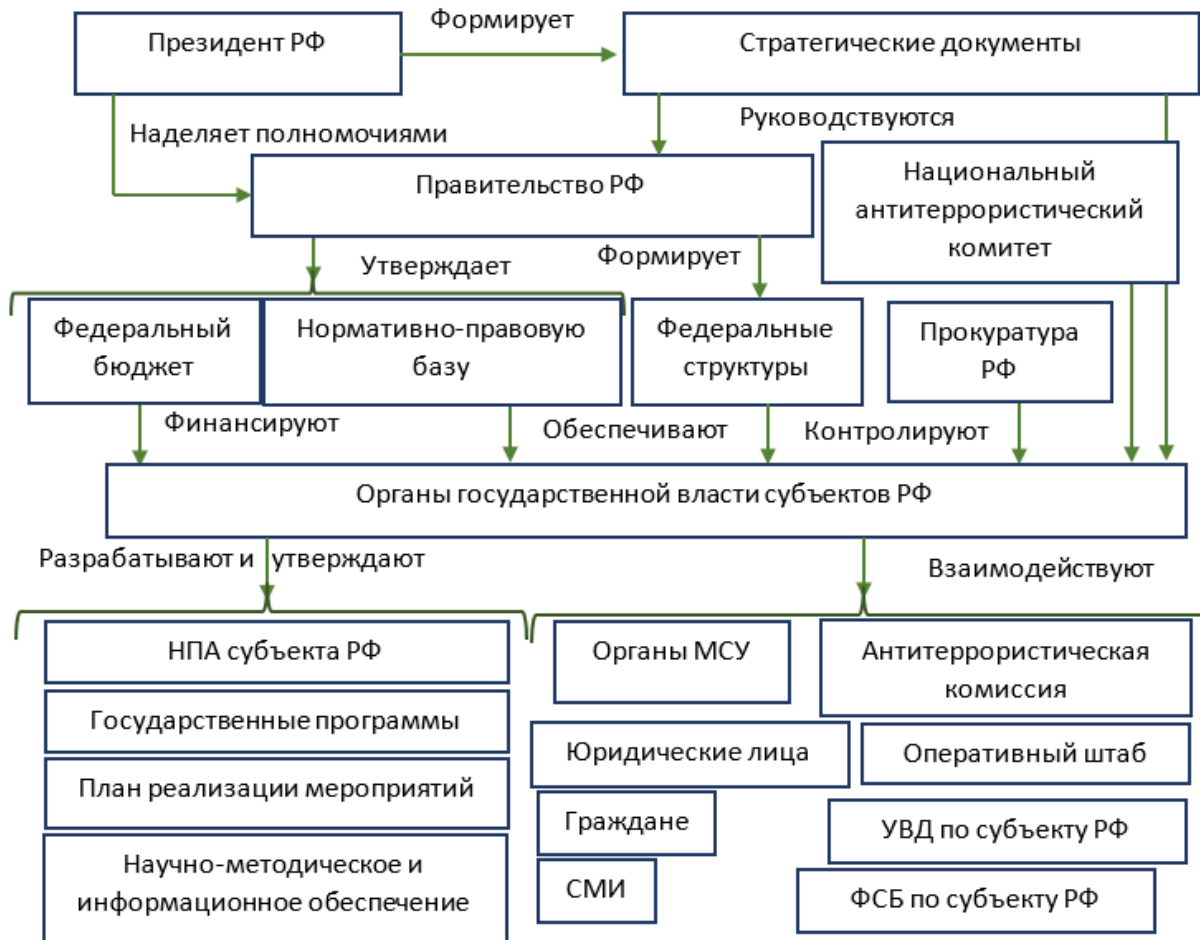 Формирует
Президент РФ
Стратегические документы
Наделяет полномочиями
Руководствуются
Правительство РФ
Национальный
антитеррористический
комитет
Утверждает
Формирует
Федеральный
бюджет
Нормативно-правовую
базу
Федеральные
структуры
Прокуратура
РФ
Финансируют
Обеспечивают
Контролируют
Органы государственной власти субъектов РФ
Разрабатывают и утверждают
Взаимодействуют
НПА субъекта РФ
Государственные программы
План реализации мероприятий
Научно-методическое и
информационное обеспечение
Органы МСУ
Антитеррористическая
комиссия
Юридические лица
Оперативный штаб
Граждане
УВД по субъекту РФ
СМИ
ФСБ по субъекту РФ